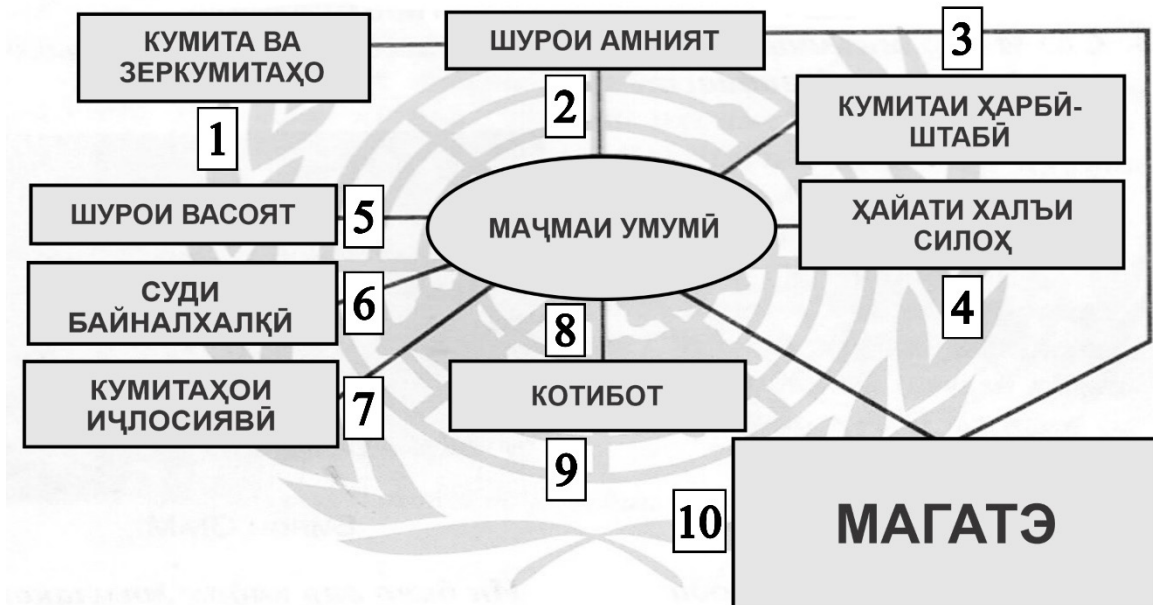 КУМИТА ВА
ЗЕРКУМИТАҲО
1
ШУРОИ АМНИЯТ
2
3
КУМИТАИ ҲАРБӢ-
ШТАБӢ
ҲАЙАТИ ХАЛЪИ
СИЛОҲ
4
ШУРОИ ВАСОЯТ
5
МАҶМАИ УМУМӢ
СУДИ
БАЙНАЛХАЛҚӢ
6
КУМИТАҲОИ
ИҶЛОСИЯВӢ
7
8
КОТИБОТ
9
10
МАГАТЭ